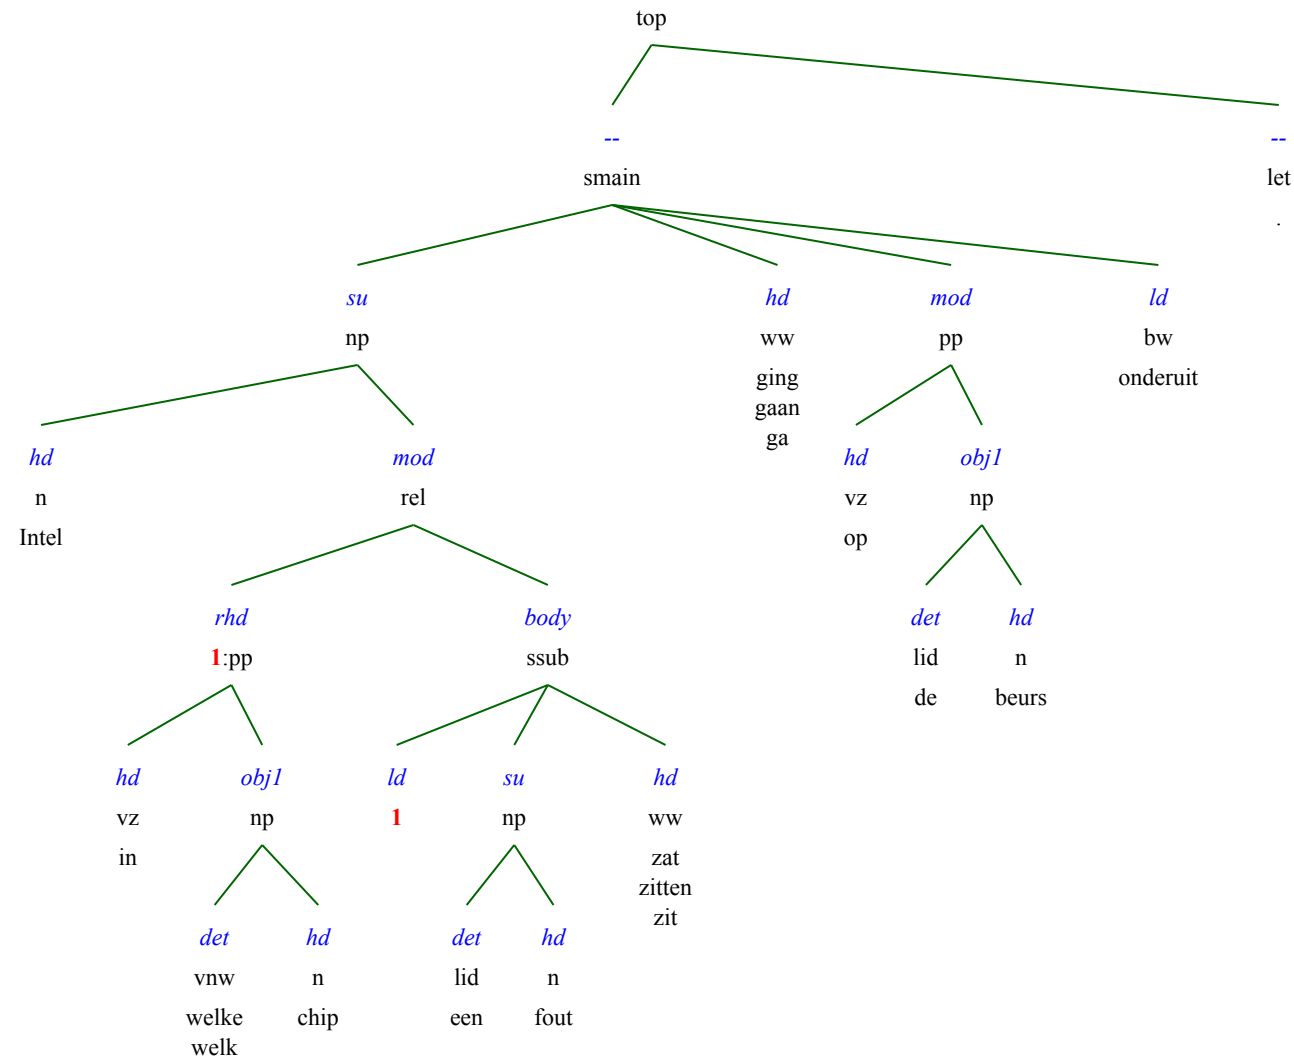 top
-- --
smain let
.
su hd mod ld
np ww pp bw
ging onderuit
gaan
ga
hd mod hd obj1
n rel vz np
Intel op
rhd body det hd
1:pp ssub lid n
de beurs
hd obj1 ld su hd
vz np 1 np ww
in zat
zitten
zit
det hd det hd
vnw n lid n
welke chip een fout
welk